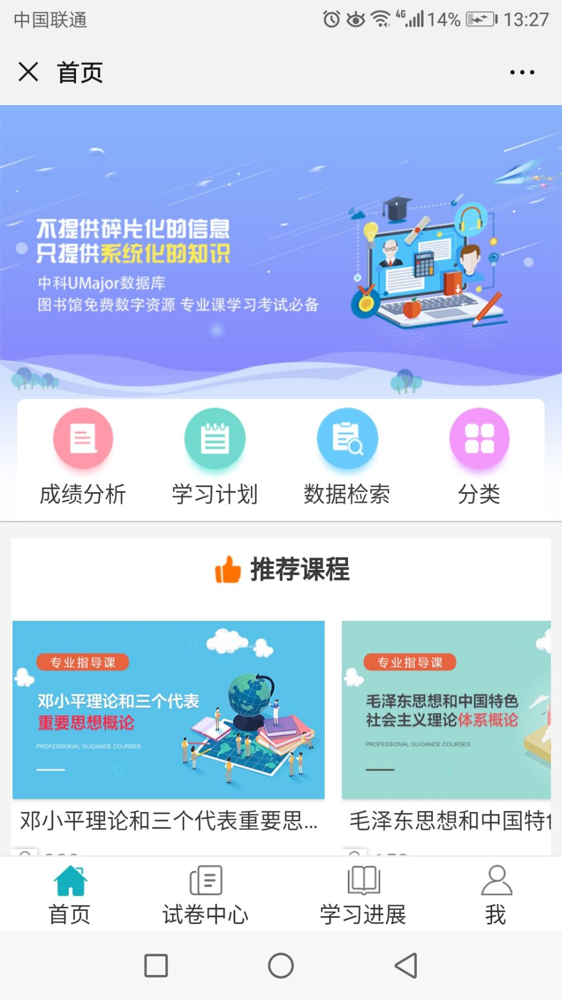 中国联通
4G
14%
13:27
首页
不提供碎片化的信息
只提供系统化的知识
中科UMajor数据库
图书馆免费数字资源 专业课学习考试必备
成绩分析
学习计划
数据检索
分类
推荐课程
专业指导课
邓小平理论和三个代表
重要思想概论
PROFESSIONAL GUIDANCE COURSES
专业指导课
毛泽东思想和中国特色
社会主义理论体系概论
PROFESSIONAL GUIDANCE COURSES
邓小平理论和三个代表重要思...
毛泽东思想和中国特
首页
试卷中心
学习进展
我